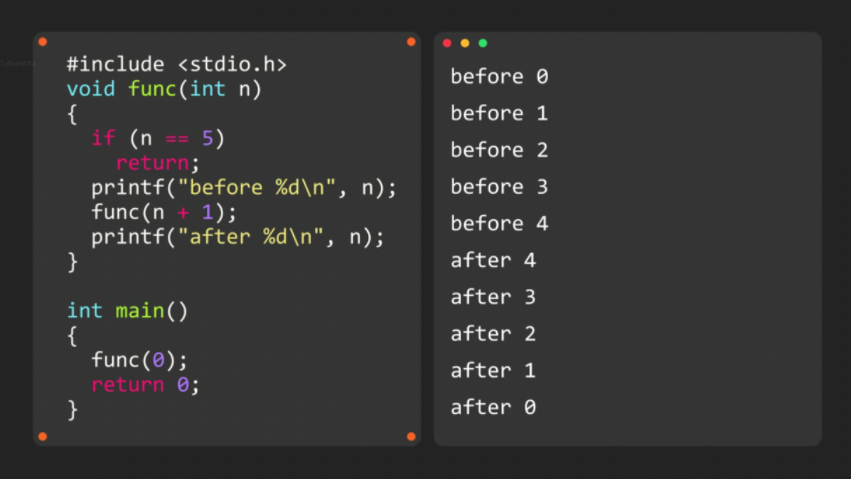 #include <stdio.h>
void func(int n)
{
  if (n == 5)
    return;
  printf("before %d\n", n);
  func(n + 1);
  printf("after %d\n", n);
}

int main()
{
  func(0);
  return 0;
}
before 0
before 1
before 2
before 3
before 4
after 4
after 3
after 2
after 1
after 0